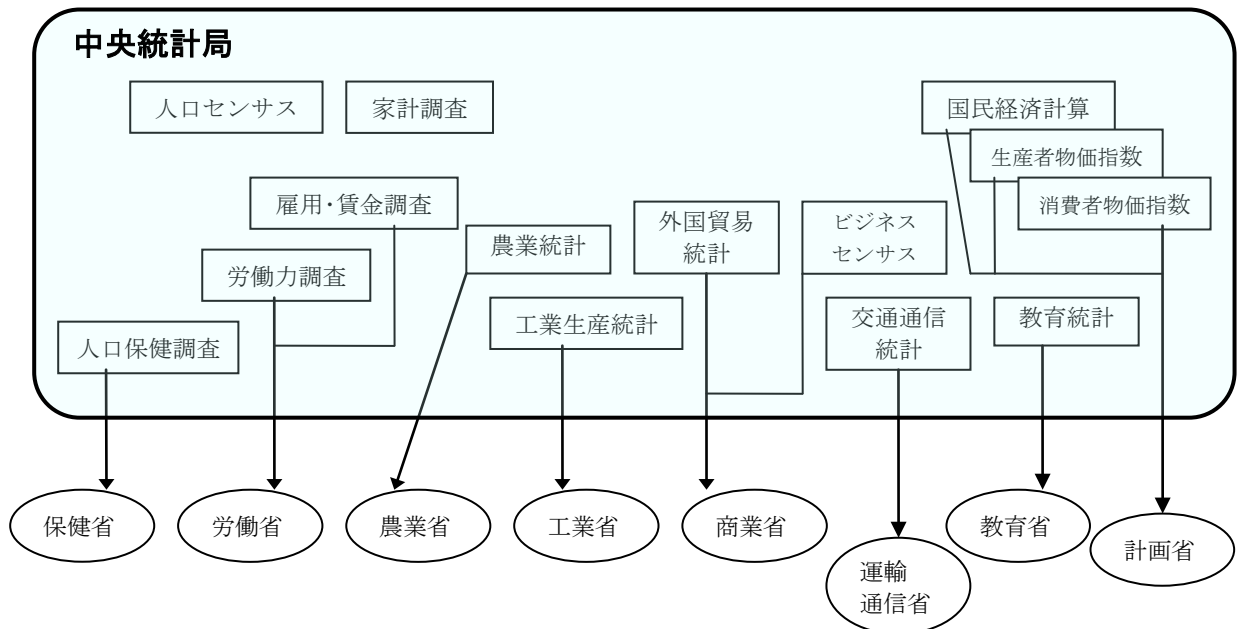 中央統計局
人口センサス
家計調査
国民経済計算
生産者物価指数
消費者物価指数
雇用・賃金調査
外国貿易
統計
ビジネス
センサス
農業統計
労働力調査
工業生産統計
交通通信
統計
教育統計
人口保健調査
保健省
労働省
農業省
工業省
商業省
運輸
通信省
教育省
計画省